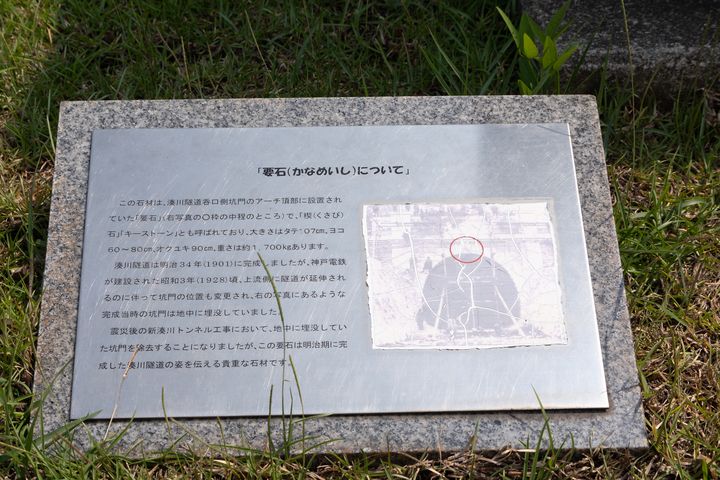 「要石(かなめいし)について」
この石材は、湊川隧道呑口側坑門のアーチ頂部に設置され
ていた「要石」(右写真の〇枠の中程のところ)で、「楔(くさび)
石」「キーストーン」とも呼ばれており、大きさはタテ107cm、ヨコ
60~80cm、オクユキ90cm、重さは約1,700kgあります。
湊川隧道は明治34年(1901)に完成しましたが、神戸電鉄
が建設された昭和3年(1928)頃、上流側に隧道が延伸され
るのに伴って坑門の位置も変更され、右の写真にあるような
完成当時の坑門は地中に埋没していました。
震災後の新湊川トンネル工事において、地中に埋没してい
た坑門を除去することになりましたが、この要石は明治期に完
成した湊川隧道の姿を伝える貴重な石材です。